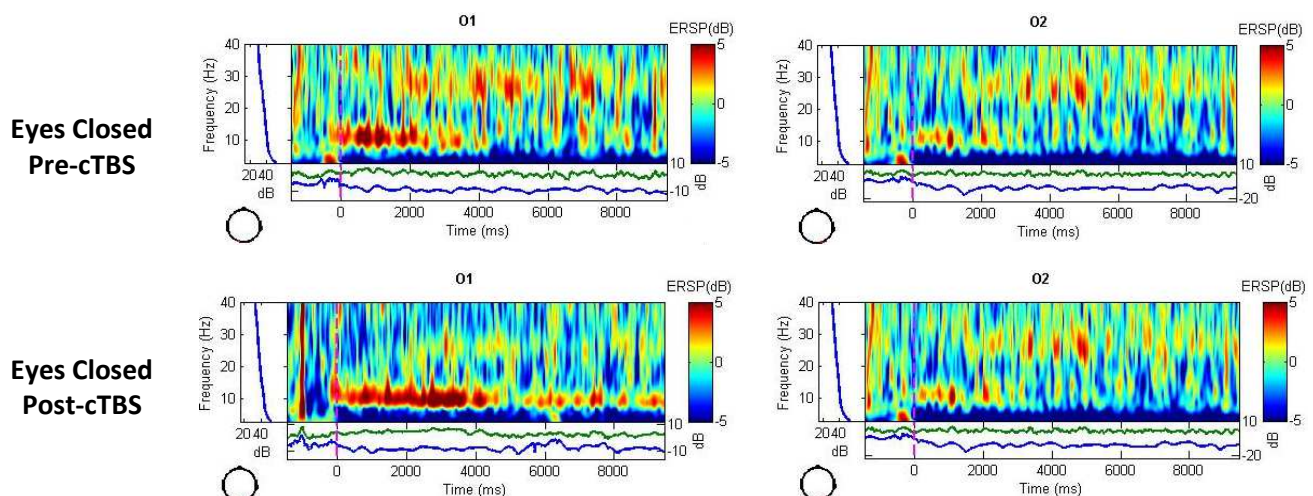 Eyes Closed
Pre-cTBS
O1
ERSP(dB)
Frequency (Hz)
40
30
20
10
5
0
-5
20 40
dB
10
-10
dB
0 2000 4000 6000 8000
Time (ms)
O2
ERSP(dB)
Frequency (Hz)
40
30
20
10
5
0
-5
20 40
dB
10
-20
dB
0 2000 4000 6000 8000
Time (ms)
Eyes Closed
Post-cTBS
O1
ERSP(dB)
Frequency (Hz)
40
30
20
10
5
0
-5
20 40
dB
10
-10
dB
0 2000 4000 6000 8000
Time (ms)
O2
ERSP(dB)
Frequency (Hz)
40
30
20
10
5
0
-5
20 40
dB
10
-20
dB
0 2000 4000 6000 8000
Time (ms)